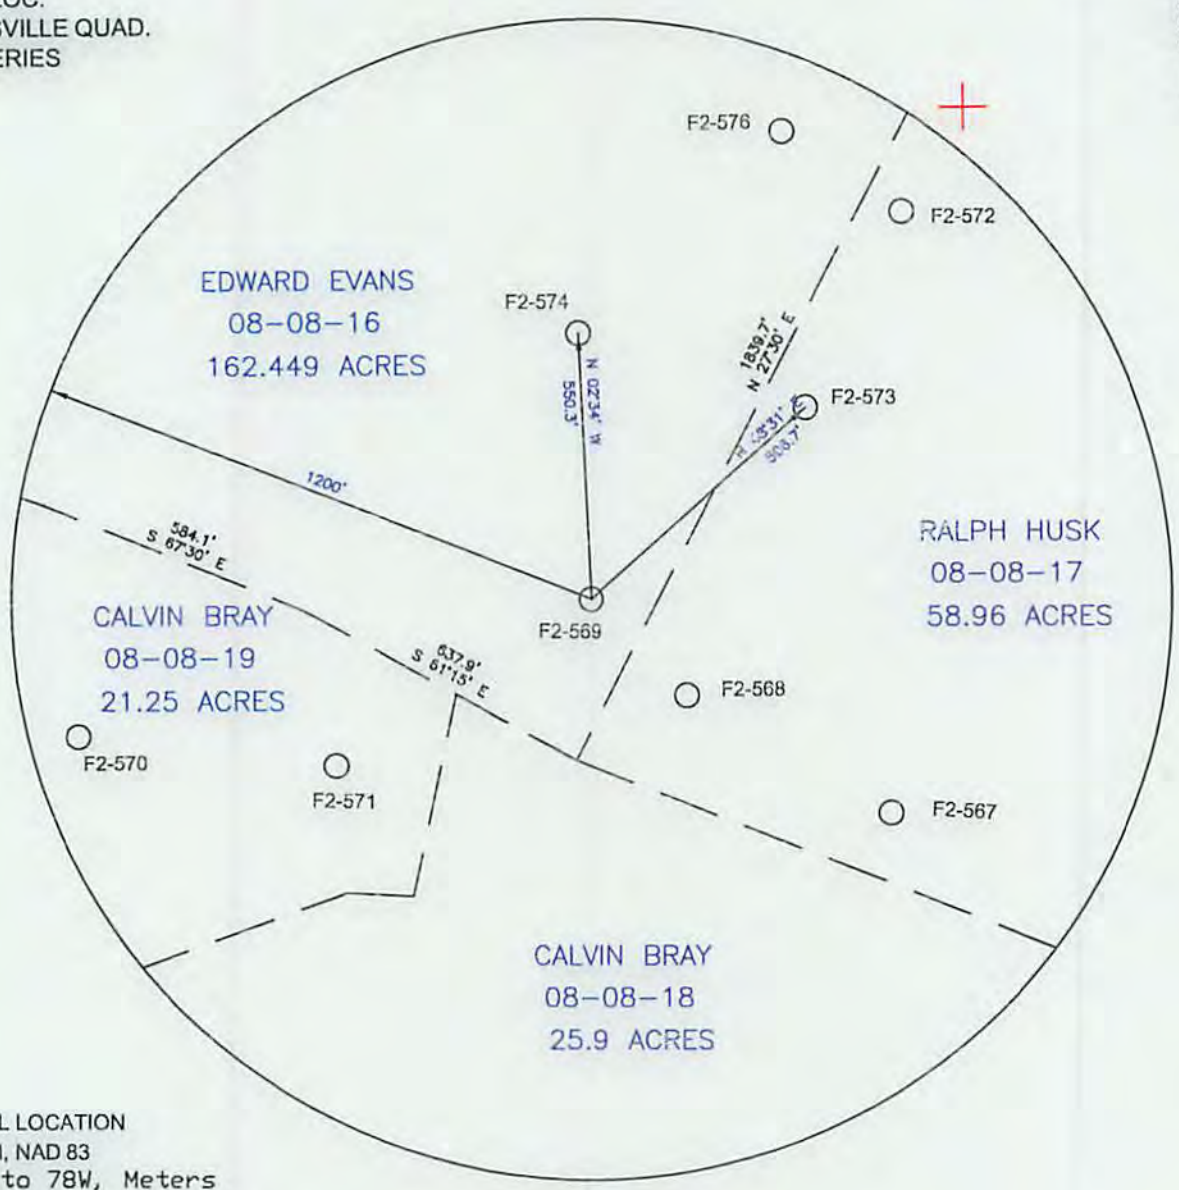 VILLE QUAD.
ERIES
F2-576
F2-572
EDWARD EVANS
08-08-16
162.449 ACRES
F2-574
1839.7'
N 27°30' E
N 02°34' W
550.3'
F2-573
1200'
584.1'
S 67°30' E
RALPH HUSK
08-08-17
58.96 ACRES
CALVIN BRAY
08-08-19
21.25 ACRES
F2-569
637.9'
S 61°15' E
F2-568
F2-570
F2-571
F2-567
CALVIN BRAY
08-08-18
25.9 ACRES
L LOCATION
, NAD 83
to 78W, Meters